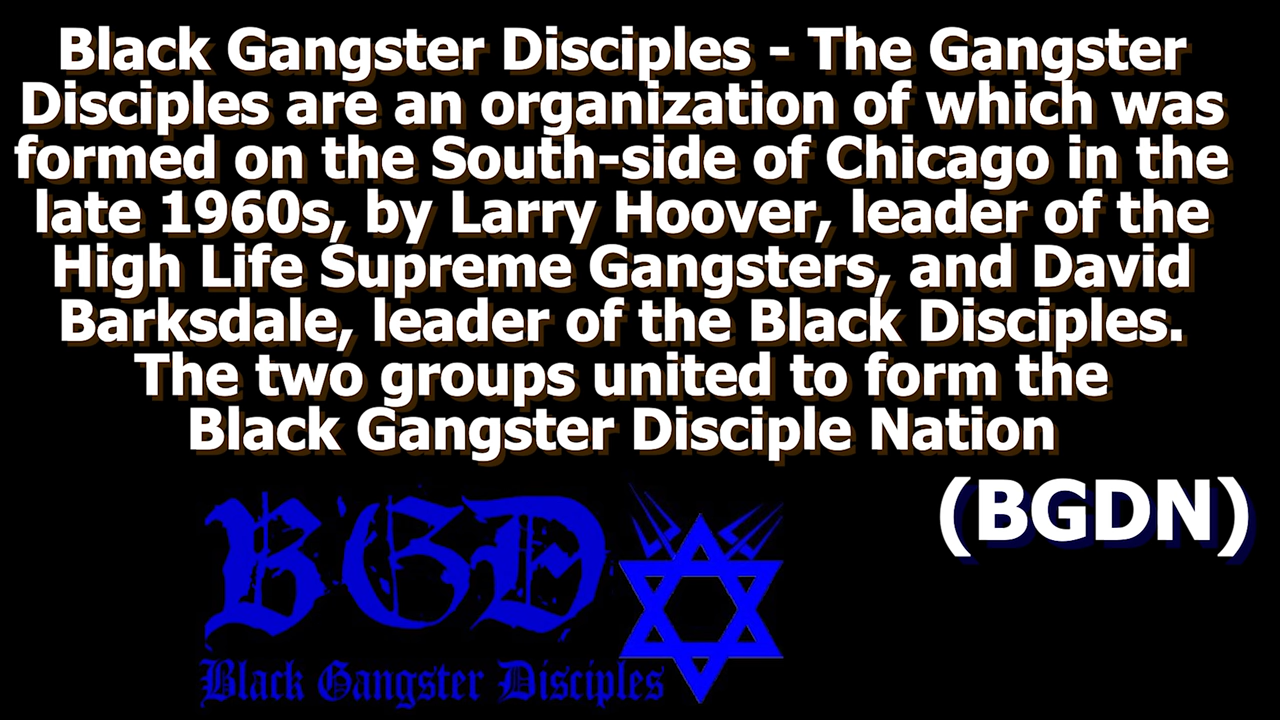 Black Gangster Disciples - The Gangster
Disciples are an organization of which was
formed on the South-side of Chicago in the
late 1960s, by Larry Hoover, leader of the
High Life Supreme Gangsters, and David
Barksdale, leader of the Black Disciples.
The two groups united to form the
Black Gangster Disciple Nation
(BGDN)
BGD
Black Gangster Disciples